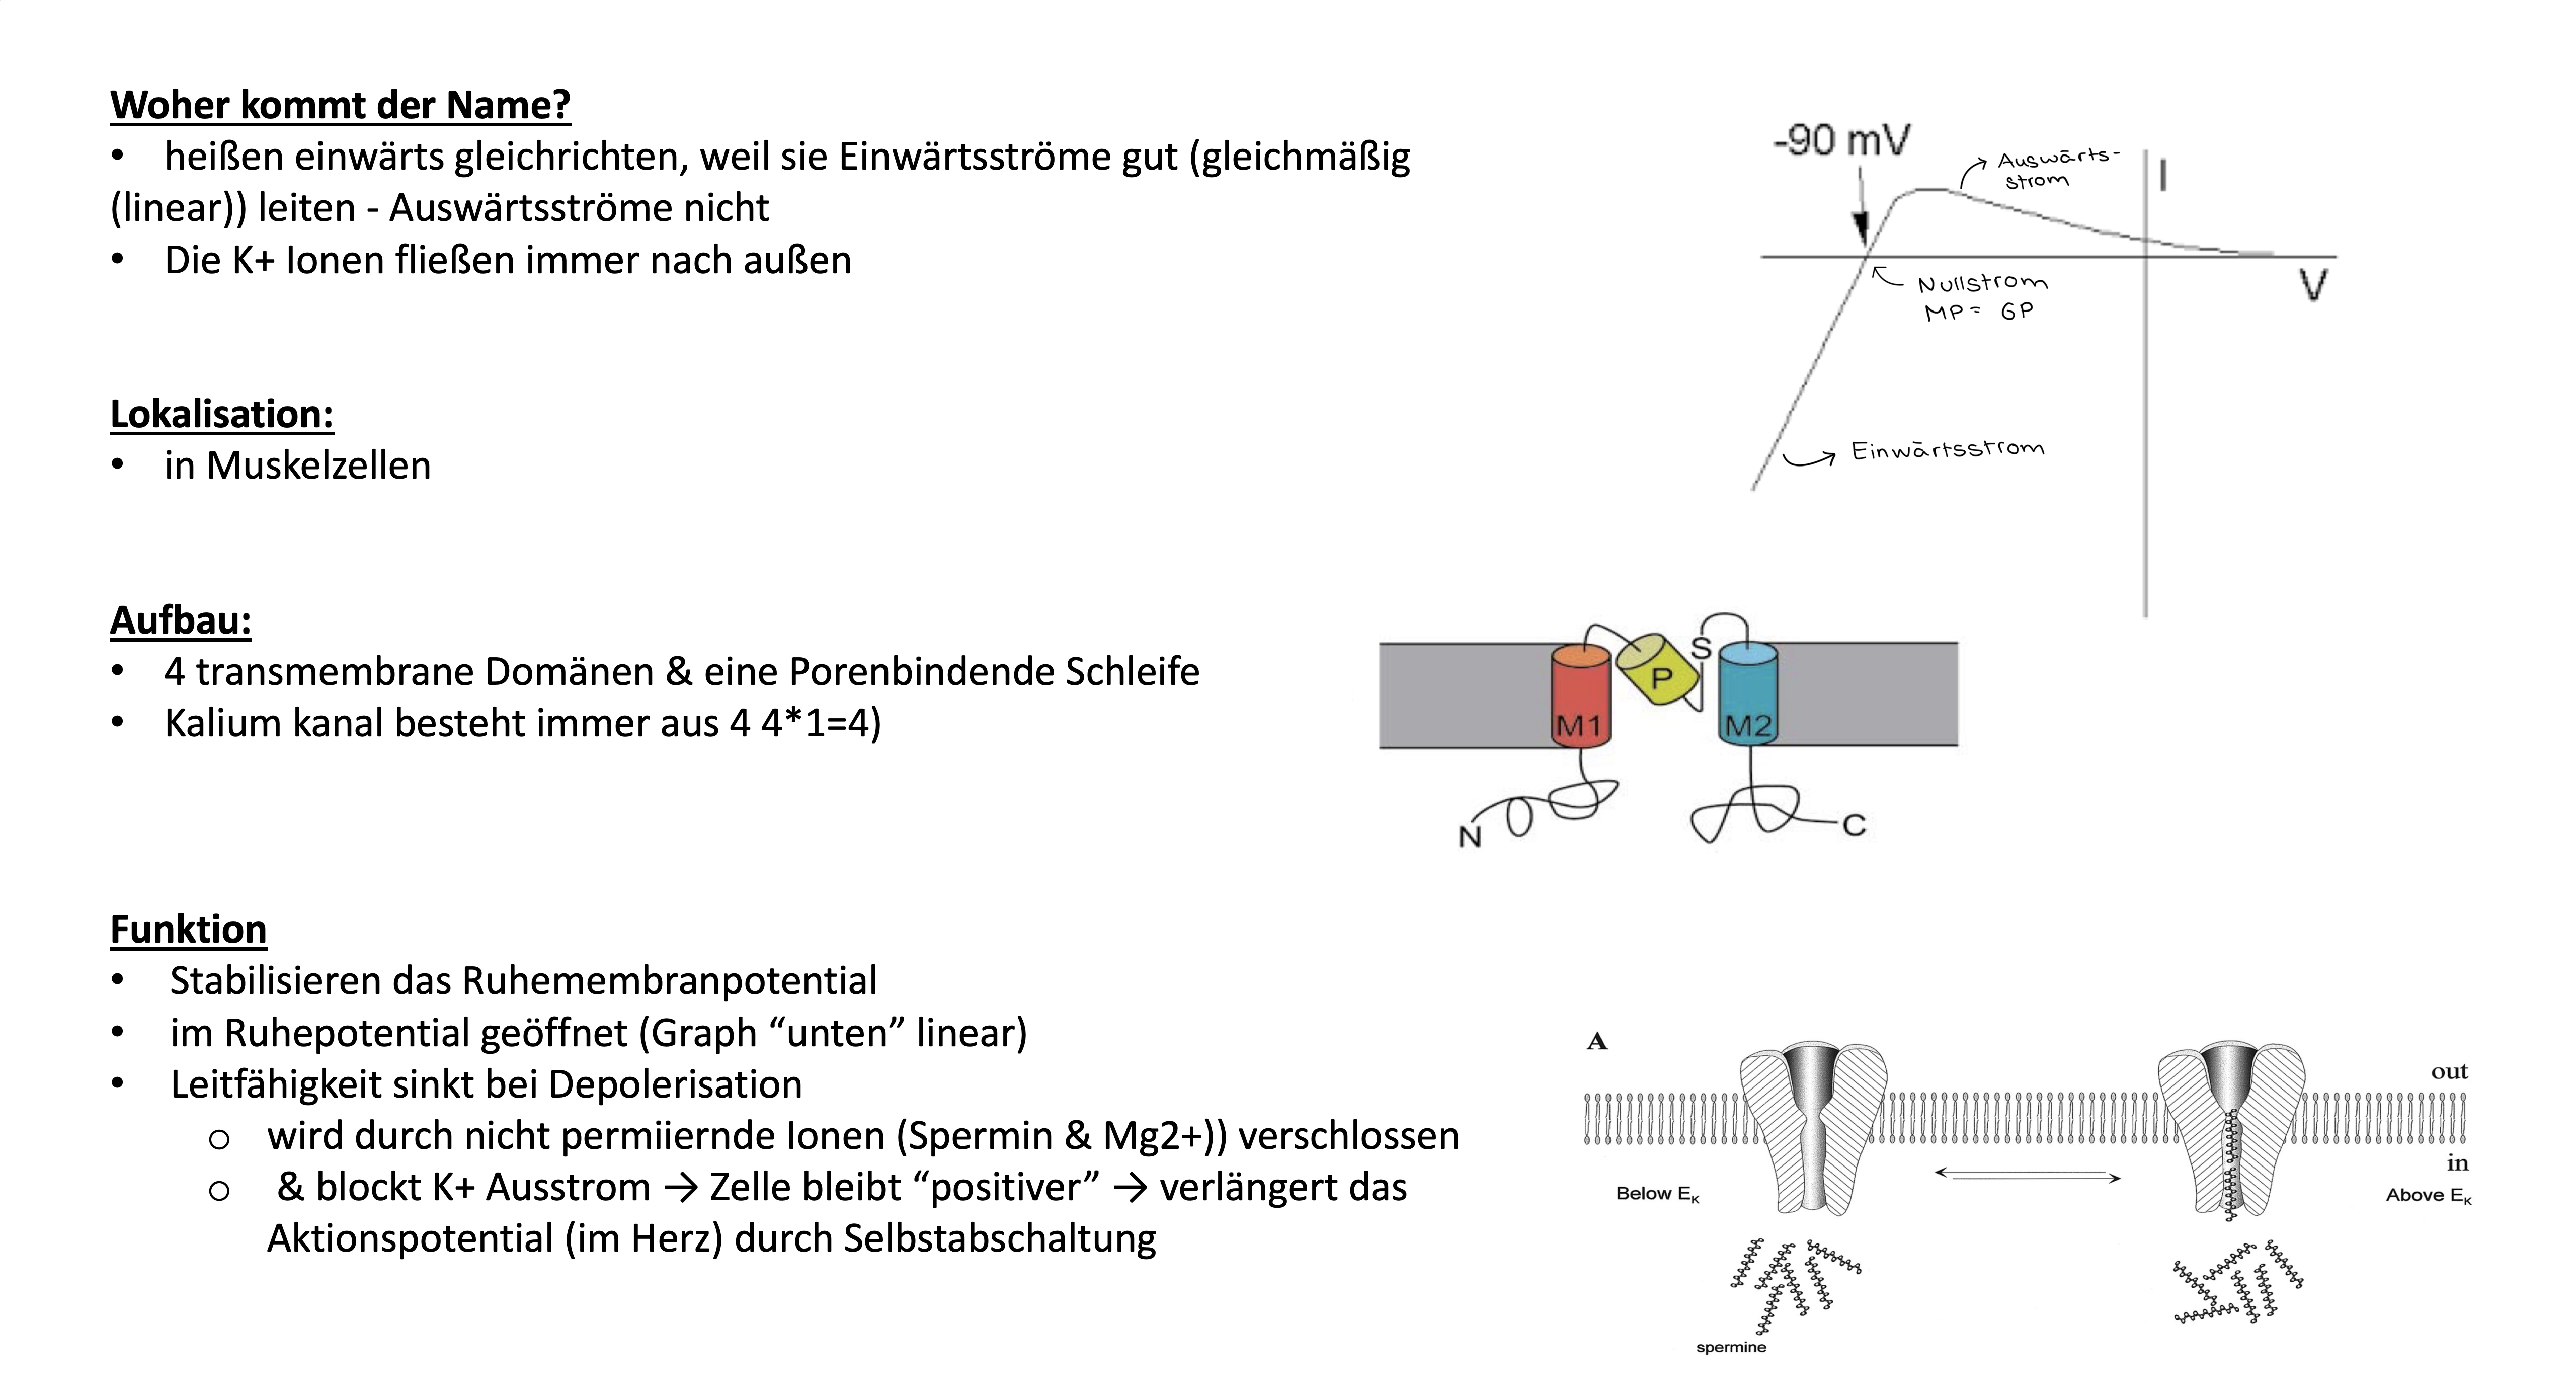 Woher kommt der Name?
• heißen einwärts gleichrichten, weil sie Einwärtsströme gut (gleichmäßig
(linear)) leiten - Auswärtsströme nicht
• Die K+ Ionen fließen immer nach außen
Lokalisation:
• in Muskelzellen
Aufbau:
• 4 transmembrane Domänen & eine Porenbindende Schleife
• Kalium kanal besteht immer aus 4 4*1=4)
Funktion
• Stabilisieren das Ruhemembranpotential
• im Ruhepotential geöffnet (Graph “unten” linear)
• Leitfähigkeit sinkt bei Depolerisation
o wird durch nicht permiiernde Ionen (Spermin & Mg2+)) verschlossen
o & blockt K+ Ausstrom → Zelle bleibt “positiver” → verlängert das
Aktionspotential (im Herz) durch Selbstabschaltung
-90 mV
Auswärts-
strom
I
V
Nullstrom
MP = GP
Einwärtsstrom
S
P
M1
M2
N
C
A
out
in
Below EK
Above EK
spermine